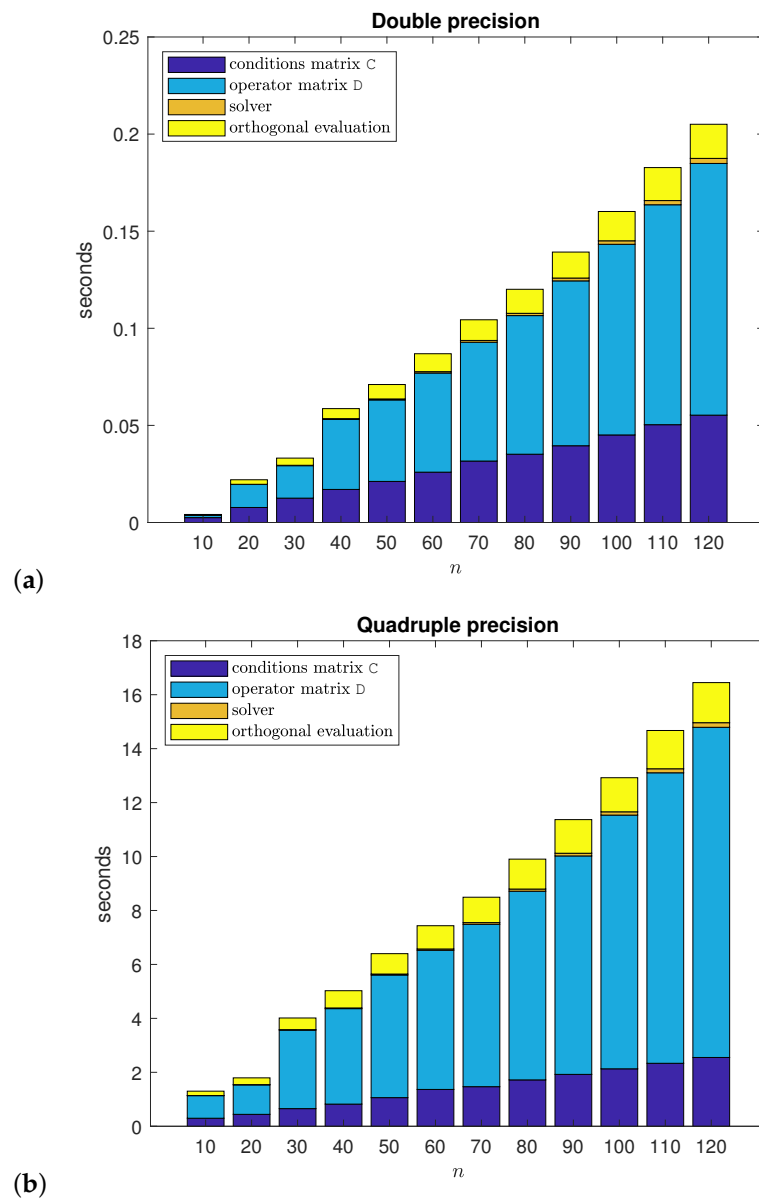 Double precision
0.25
0.2
0.15
0.1
0.05
0
seconds
conditions matrix C
operator matrix D
solver
orthogonal evaluation
10 20 30 40 50 60 70 80 90 100 110 120
n
(a)
Quadruple precision
18
16
14
12
10
8
6
4
2
0
seconds
conditions matrix C
operator matrix D
solver
orthogonal evaluation
10 20 30 40 50 60 70 80 90 100 110 120
n
(b)